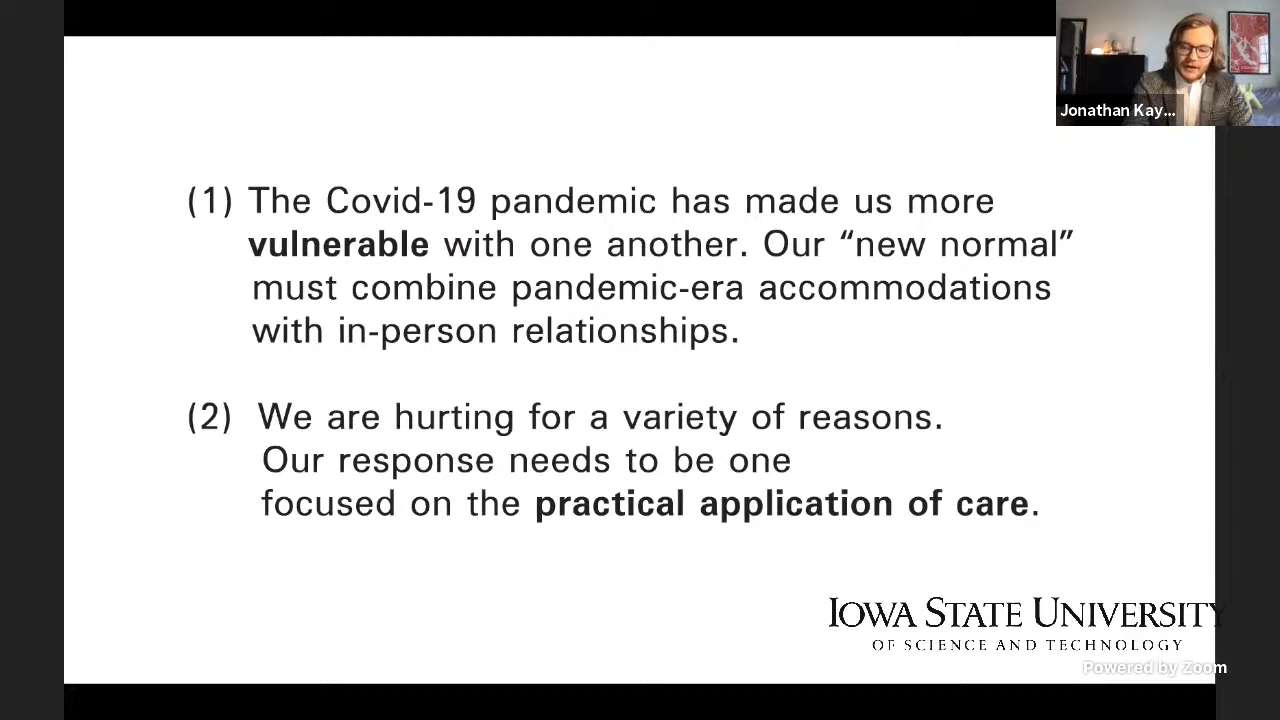 Jonathan Kay...
(1) The Covid-19 pandemic has made us more
vulnerable with one another. Our “new normal”
must combine pandemic-era accommodations
with in-person relationships.
(2) We are hurting for a variety of reasons.
Our response needs to be one
focused on the practical application of care.
IOWA STATE UNIVERSITY
OF SCIENCE AND TECHNOLOGY
Powered by Zoom